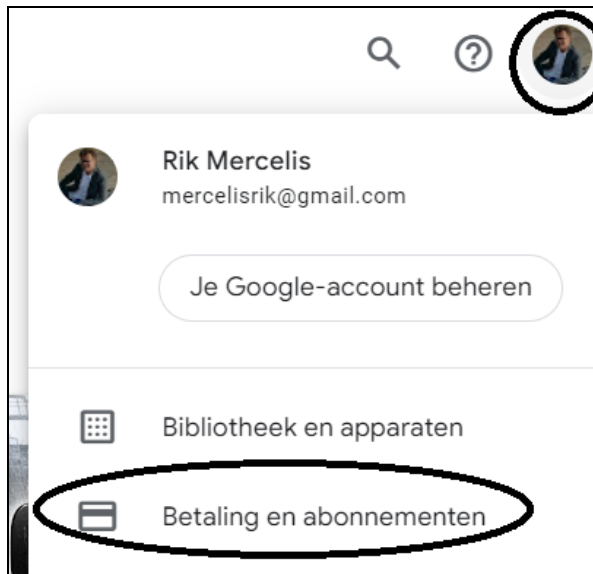 Rik Mercelis
mercelisrik@gmail.com
Je Google-account beheren
Bibliotheek en apparaten
Betaling en abonnementen